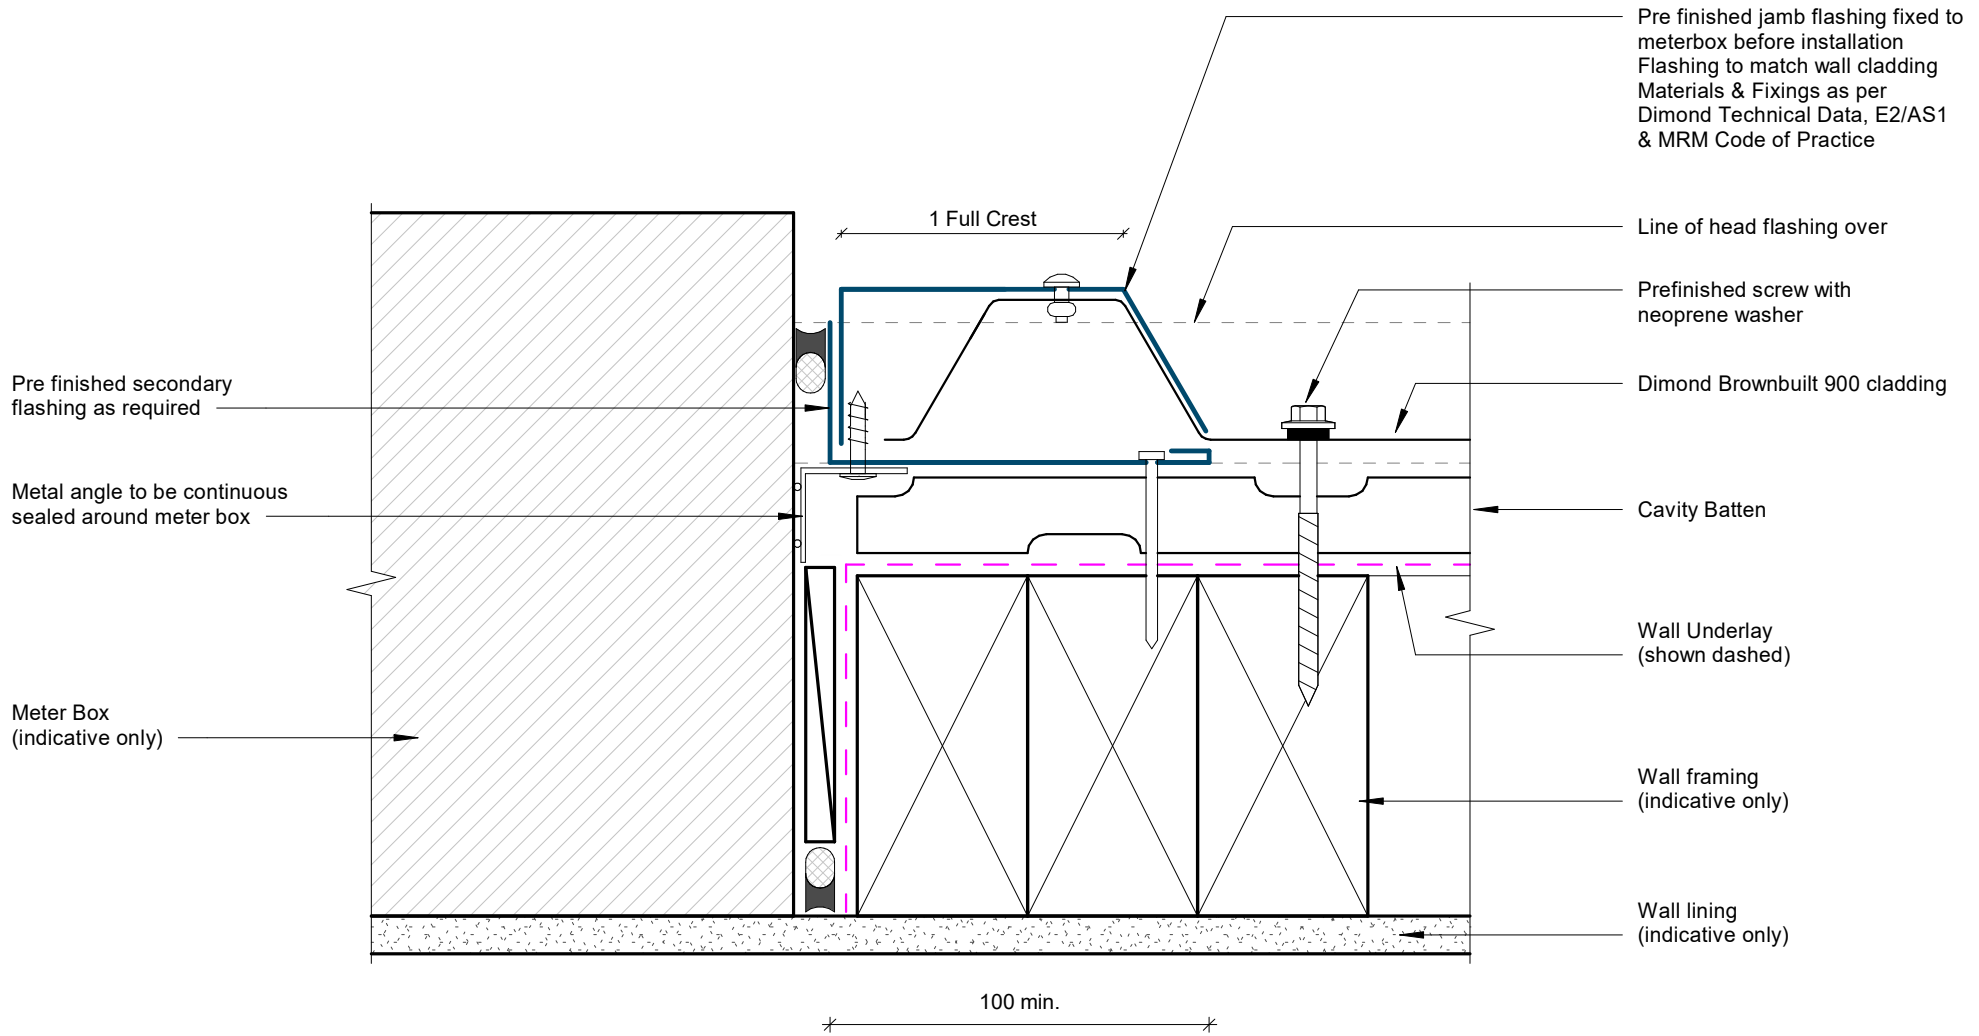 Pre finished jamb flashing fixed to
meterbox before installation
Flashing to match wall cladding
Materials & Fixings as per
Dimond Technical Data, E2/AS1
& MRM Code of Practice
1 Full Crest
Line of head flashing over
Prefinished screw with
neoprene washer
Pre finished secondary
flashing as required
Dimond Brownbuilt 900 cladding
Metal angle to be continuous
sealed around meter box
Cavity Batten
Wall Underlay
(shown dashed)
Meter Box
(indicative only)
Wall framing
(indicative only)
Wall lining
(indicative only)
100 min.